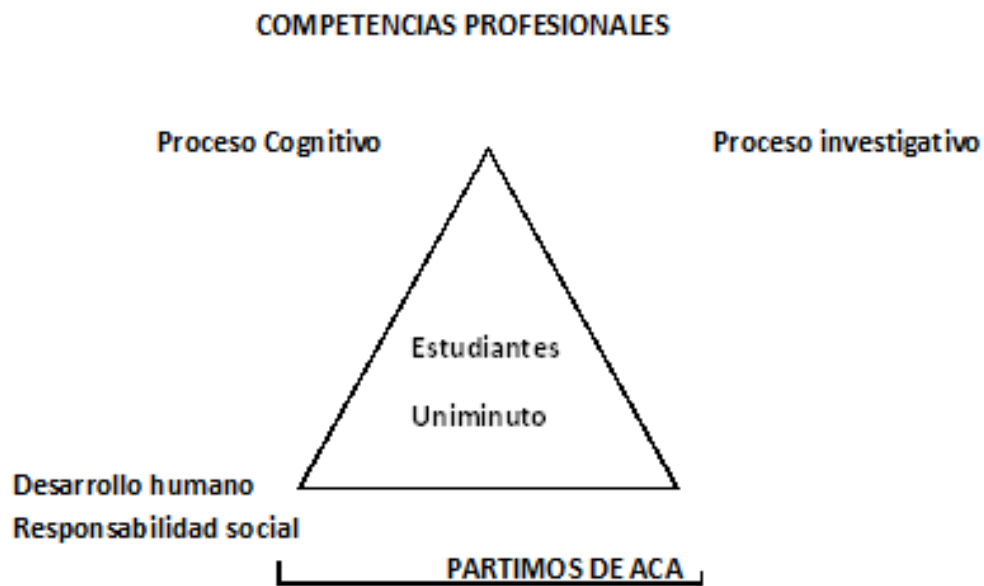 COMPETENCIAS PROFESIONALES
Proceso Cognitivo
Proceso investigativo
Estudiantes
Uniminuto
Desarrollo humano
Responsabilidad social
PARTIMOS DE ACA